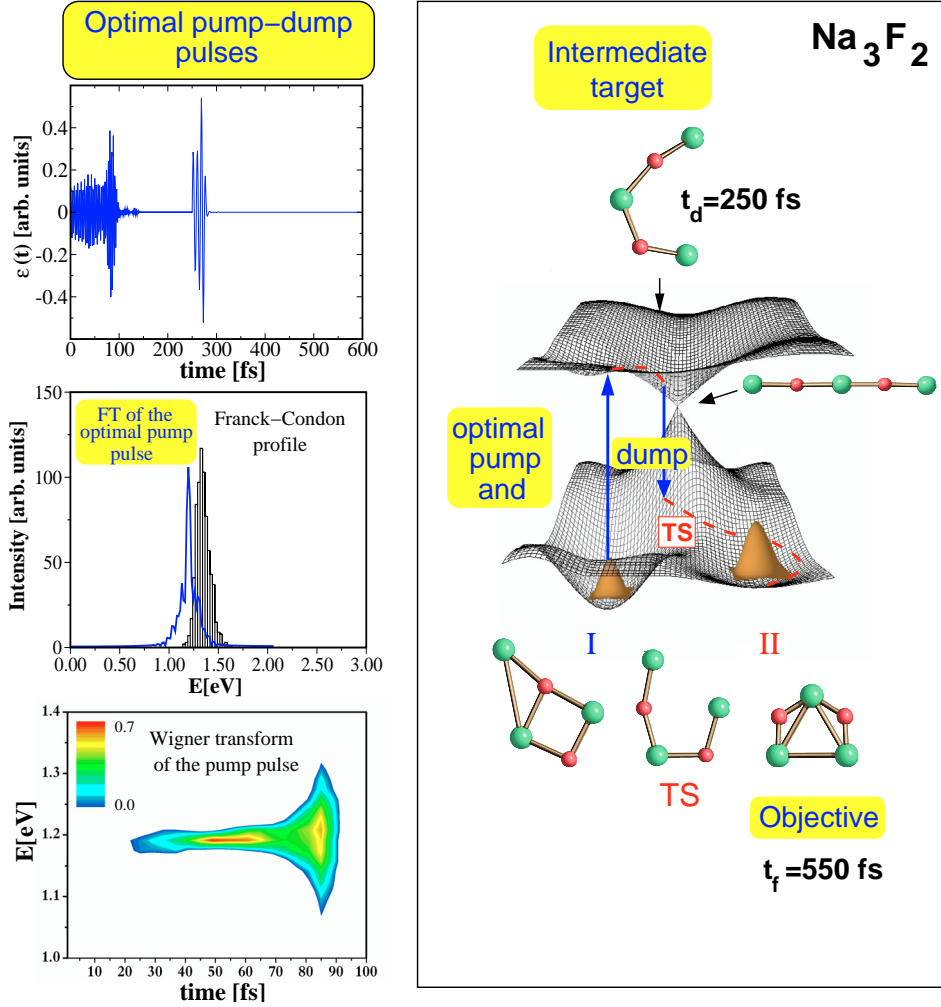 Optimal pump−dump
pulses
ε(t) [arb. units]
0.4
0.2
0
-0.2
-0.4
0 100 200 300 400 500 600
time [fs]
FT of the
optimal pump
pulse
Franck−Condon
profile
Intensity [arb. units]
150
100
50
0
0.00 0.50 1.00 1.50 2.00 2.50 3.00
E[eV]
Wigner transform
of the pump pulse
0.7
0.0
E[eV]
1.4
1.3
1.2
1.1
1.0
10 20 30 40 50 60 70 80 90 100
time [fs]
Na3F2
Intermediate
target
td=250 fs
optimal
pump
and
dump
TS
I II
TS
Objective
tf =550 fs